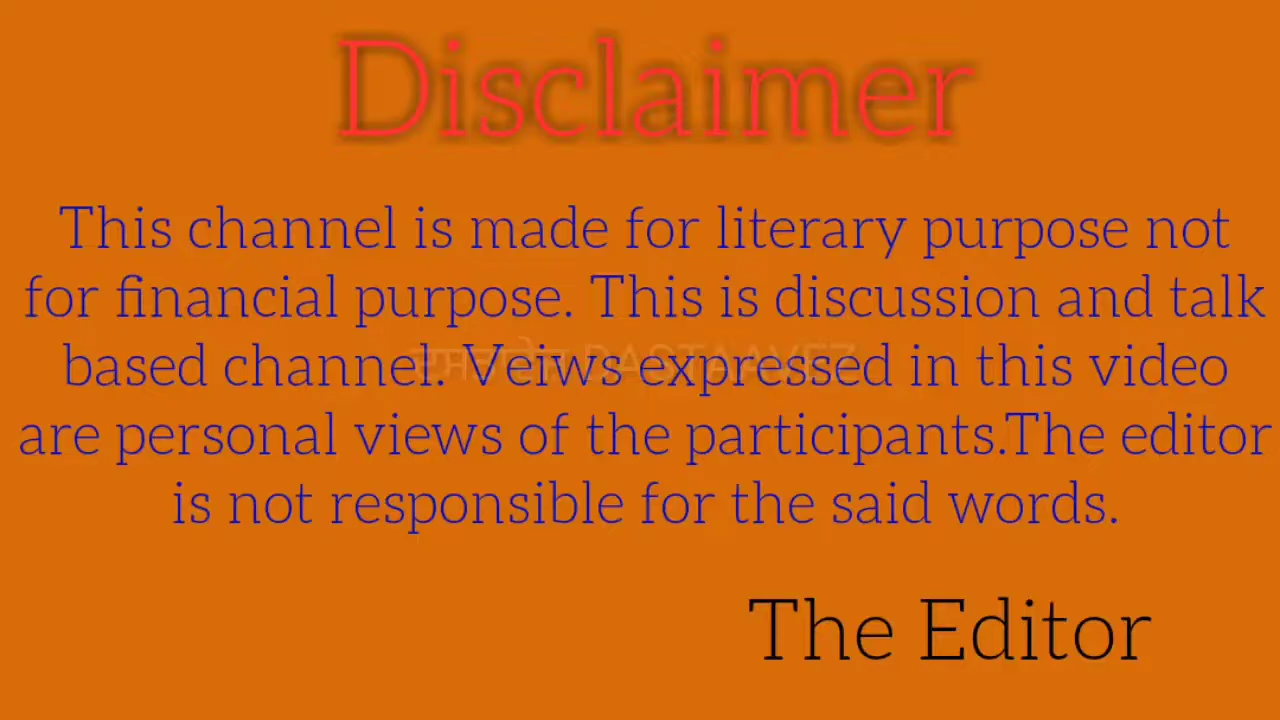 Disclaimer
This channel is made for literary purpose not
for financial purpose. This is discussion and talk
based channel. Veiws expressed in this video
are personal views of the participants.The editor
is not responsible for the said words.
DASTAAVEZ
The Editor